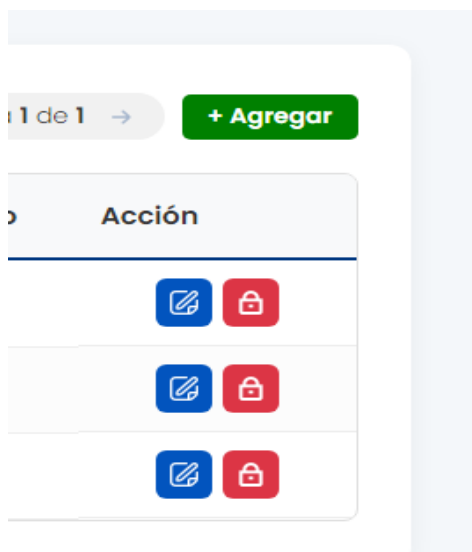 1 de 1 → + Agregar
Acción